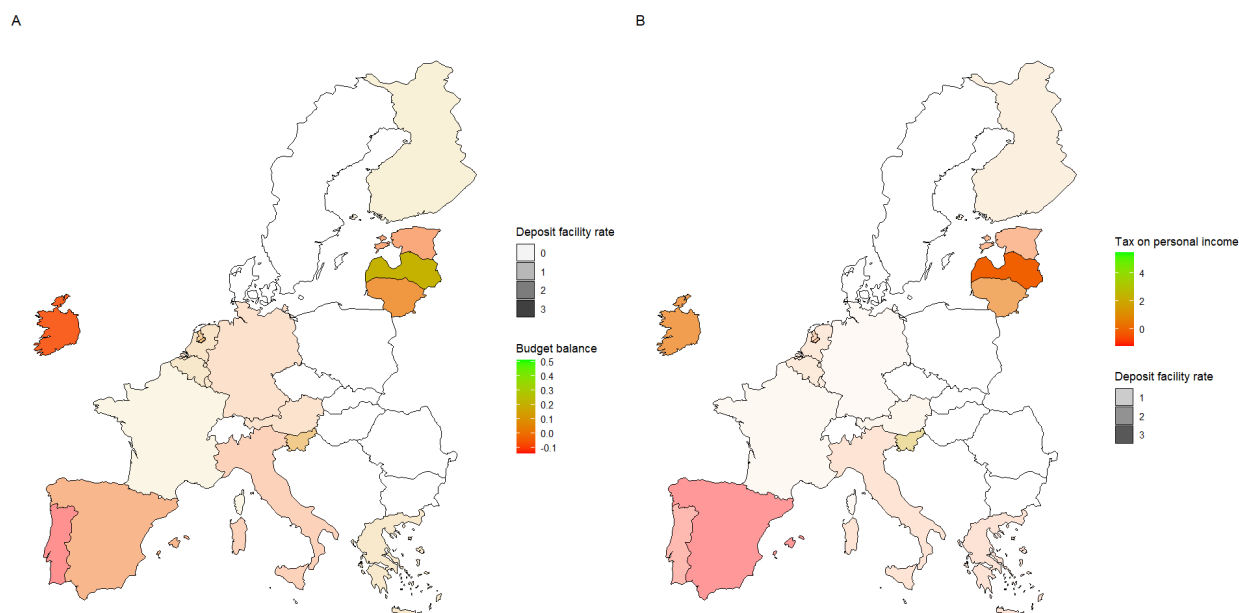 A
B
Deposit facility rate
0
1
2
3
Budget balance
0.5
0.4
0.3
0.2
0.1
0.0
-0.1
Tax on personal income
4
2
0
Deposit facility rate
1
2
3